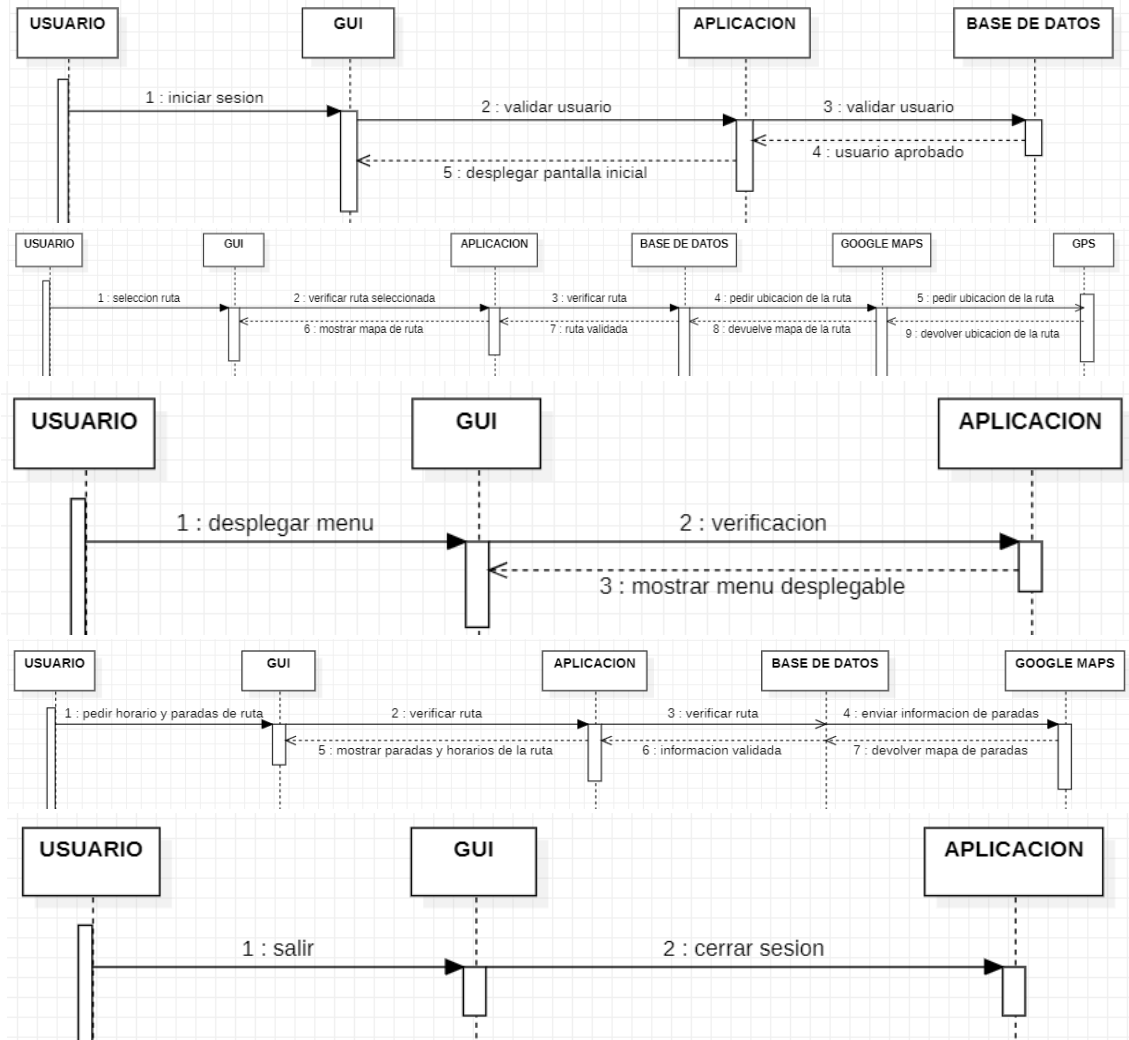 USUARIO
GUI
APLICACION
BASE DE DATOS
1 : iniciar sesion
2 : validar usuario
3 : validar usuario
4 : usuario aprobado
5 : desplegar pantalla inicial
USUARIO
GUI
APLICACION
BASE DE DATOS
GOOGLE MAPS
GPS
1 : seleccion ruta
2 : verificar ruta seleccionada
3 : verificar ruta
4 : pedir ubicacion de la ruta
5 : pedir ubicacion de la ruta
6 : mostrar mapa de ruta
7 : ruta validada
8 : devuelve mapa de la ruta
9 : devolver ubicacion de la ruta
USUARIO
GUI
APLICACION
1 : desplegar menu
2 : verificacion
3 : mostrar menu desplegable
USUARIO
GUI
APLICACION
BASE DE DATOS
GOOGLE MAPS
1 : pedir horario y paradas de ruta
2 : verificar ruta
3 : verificar ruta
4 : enviar informacion de paradas
5 : mostrar paradas y horarios de la ruta
6 : informacion validada
7 : devolver mapa de paradas
USUARIO
GUI
APLICACION
1 : salir
2 : cerrar sesion